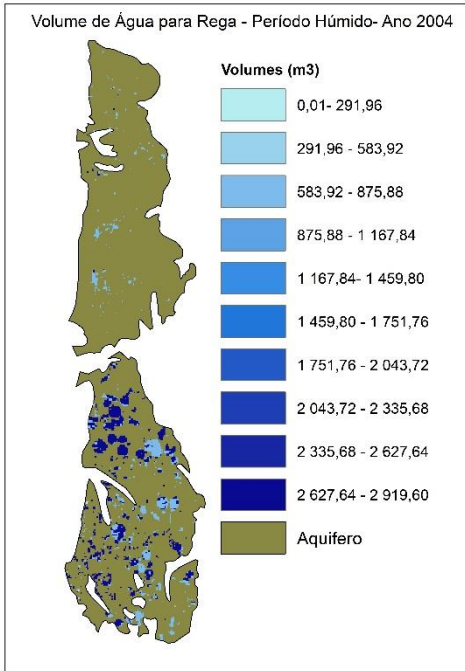 Volume de Água para Rega - Período Húmido- Ano 2004
Volumes (m3)
0,01- 291,96
291,96 - 583,92
583,92 - 875,88
875,88 - 1 167,84
1 167,84- 1 459,80
1 459,80 - 1 751,76
1 751,76 - 2 043,72
2 043,72 - 2 335,68
2 335,68 - 2 627,64
2 627,64 - 2 919,60
Aquifero